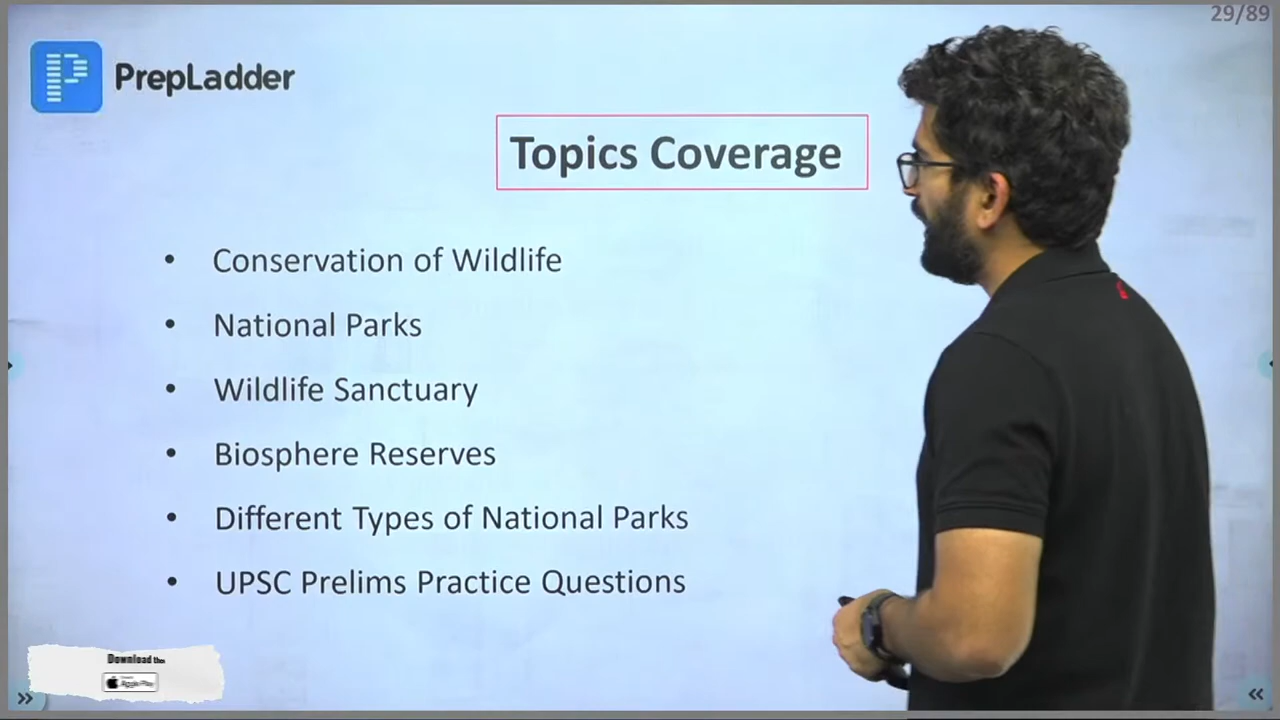 29/89
PrepLadder
Topics Coverage
• Conservation of Wildlife
• National Parks
• Wildlife Sanctuary
• Biosphere Reserves
• Different Types of National Parks
• UPSC Prelims Practice Questions
Download the